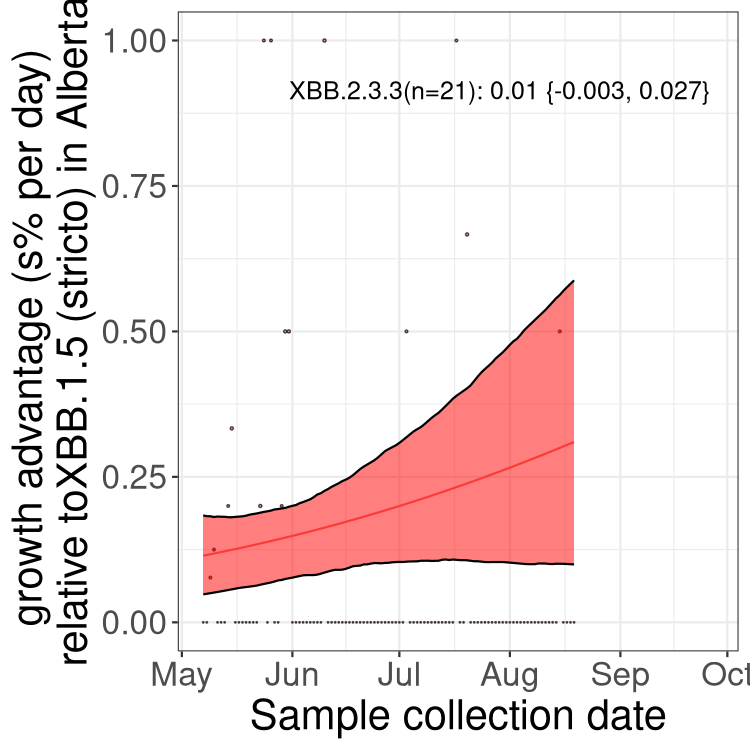 growth advantage (s% per day)
relative toXBB.1.5 (stricto) in Alberta
1.00
0.75
0.50
0.25
0.00
XBB.2.3.3(n=21): 0.01 {-0.003, 0.027}
May Jun Jul Aug Sep Oct
Sample collection date